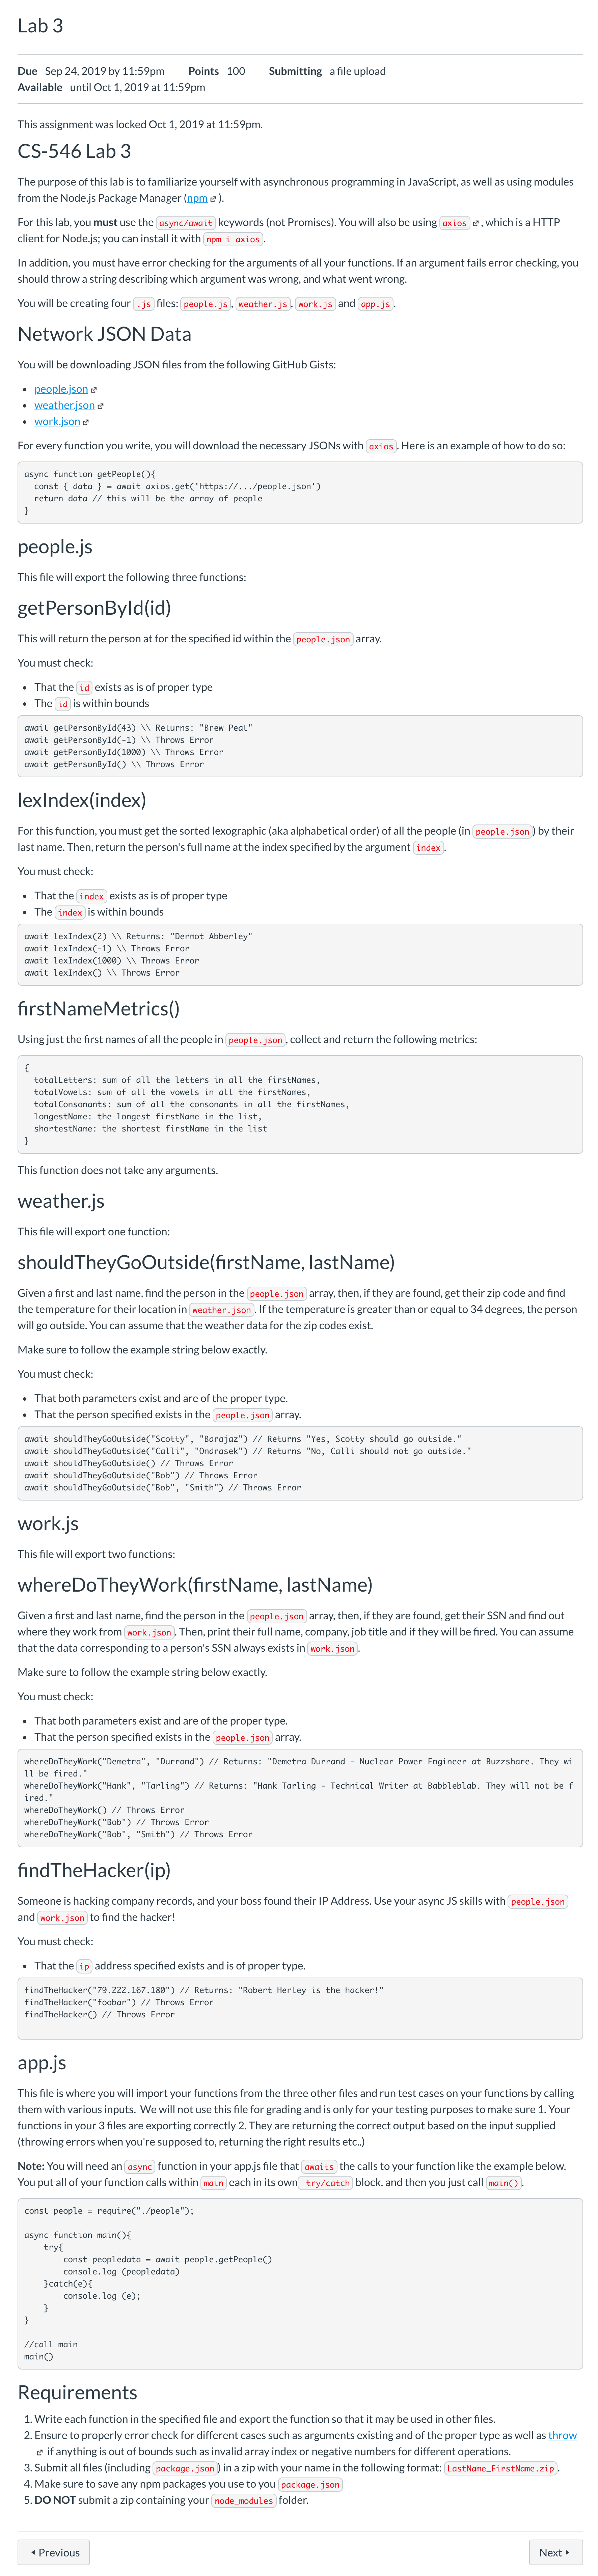 Lab 3
Due Sep 24, 2019 by 11:59pm Points 100 Submitting a file upload
Available until Oct 1, 2019 at 11:59pm
This assignment was locked Oct 1, 2019 at 11:59pm.
CS-546 Lab 3
The purpose of this lab is to familiarize yourself with asynchronous programming in JavaScript, as well as using modules
from the Node.js Package Manager (npm ).
For this lab, you must use the async/await keywords (not Promises). You will also be using axios , which is a HTTP
client for Node.js; you can install it with npm i axios .
In addition, you must have error checking for the arguments of all your functions. If an argument fails error checking, you
should throw a string describing which argument was wrong, and what went wrong.
You will be creating four .js files: people.js , weather.js , work.js and app.js .
Network JSON Data
You will be downloading JSON files from the following GitHub Gists:
• people.json
• weather.json
• work.json
For every function you write, you will download the necessary JSONs with axios . Here is an example of how to do so:
async function getPeople(){
  const { data } = await axios.get('https://.../people.json')
  return data // this will be the array of people
}
people.js
This file will export the following three functions:
getPersonById(id)
This will return the person at for the specified id within the people.json array.
You must check:
• That the id exists as is of proper type
• The id is within bounds
await getPersonById(43) \\ Returns: "Brew Peat"
await getPersonById(-1) \\ Throws Error
await getPersonById(1000) \\ Throws Error
await getPersonById() \\ Throws Error
lexIndex(index)
For this function, you must get the sorted lexographic (aka alphabetical order) of all the people (in people.json ) by their
last name. Then, return the person's full name at the index specified by the argument index .
You must check:
• That the index exists as is of proper type
• The index is within bounds
await lexIndex(2) \\ Returns: "Dermot Abberley"
await lexIndex(-1) \\ Throws Error
await lexIndex(1000) \\ Throws Error
await lexIndex() \\ Throws Error
firstNameMetrics()
Using just the first names of all the people in people.json , collect and return the following metrics:
{
  totalLetters: sum of all the letters in all the firstNames,
  totalVowels: sum of all the vowels in all the firstNames,
  totalConsonants: sum of all the consonants in all the firstNames,
  longestName: the longest firstName in the list,
  shortestName: the shortest firstName in the list
}
This function does not take any arguments.
weather.js
This file will export one function:
shouldTheyGoOutside(firstName, lastName)
Given a first and last name, find the person in the people.json array, then, if they are found, get their zip code and find
the temperature for their location in weather.json . If the temperature is greater than or equal to 34 degrees, the person
will go outside. You can assume that the weather data for the zip codes exist.
Make sure to follow the example string below exactly.
You must check:
• That both parameters exist and are of the proper type.
• That the person specified exists in the people.json array.
await shouldTheyGoOutside("Scotty", "Barajaz") // Returns "Yes, Scotty should go outside."
await shouldTheyGoOutside("Calli", "Ondrasek") // Returns "No, Calli should not go outside."
await shouldTheyGoOutside() // Throws Error
await shouldTheyGoOutside("Bob") // Throws Error
await shouldTheyGoOutside("Bob", "Smith") // Throws Error
work.js
This file will export two functions:
whereDoTheyWork(firstName, lastName)
Given a first and last name, find the person in the people.json array, then, if they are found, get their SSN and find out
where they work from work.json . Then, print their full name, company, job title and if they will be fired. You can assume
that the data corresponding to a person's SSN always exists in work.json .
Make sure to follow the example string below exactly.
You must check:
• That both parameters exist and are of the proper type.
• That the person specified exists in the people.json array.
whereDoTheyWork("Demetra", "Durrand") // Returns: "Demetra Durrand - Nuclear Power Engineer at Buzzshare. They wi
ll be fired."
whereDoTheyWork("Hank", "Tarling") // Returns: "Hank Tarling - Technical Writer at Babbleblab. They will not be f
ired."
whereDoTheyWork() // Throws Error
whereDoTheyWork("Bob") // Throws Error
whereDoTheyWork("Bob", "Smith") // Throws Error
findTheHacker(ip)
Someone is hacking company records, and your boss found their IP Address. Use your async JS skills with people.json
and work.json to find the hacker!
You must check:
• That the ip address specified exists and is of proper type.
findTheHacker("79.222.167.180") // Returns: "Robert Herley is the hacker!"
findTheHacker("foobar") // Throws Error
findTheHacker() // Throws Error
app.js
This file is where you will import your functions from the three other files and run test cases on your functions by calling
them with various inputs. We will not use this file for grading and is only for your testing purposes to make sure 1. Your
functions in your 3 files are exporting correctly 2. They are returning the correct output based on the input supplied
(throwing errors when you're supposed to, returning the right results etc..)
Note: You will need an async function in your app.js file that awaits the calls to your function like the example below.
You put all of your function calls within main each in its own try/catch block. and then you just call main() .
const people = require("./people");
async function main(){
    try{
        const peopledata = await people.getPeople()
        console.log (peopledata)
    }catch(e){
        console.log (e);
    }
}
//call main
main()
Requirements
1. Write each function in the specified file and export the function so that it may be used in other files.
2. Ensure to properly error check for different cases such as arguments existing and of the proper type as well as throw
if anything is out of bounds such as invalid array index or negative numbers for different operations.
3. Submit all files (including package.json ) in a zip with your name in the following format: LastName_FirstName.zip .
4. Make sure to save any npm packages you use to you package.json
5. DO NOT submit a zip containing your node_modules folder.
Previous Next